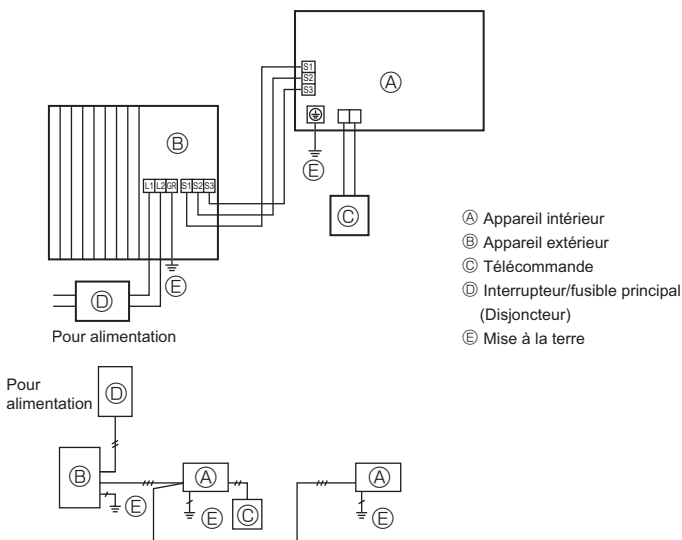 S1
S2
S3
Ⓐ
Ⓑ
L1 L2 GR S1 S2 S3
Ⓔ
Ⓒ
Ⓔ
Ⓓ
Pour alimentation
Ⓐ Appareil intérieur
Ⓑ Appareil extérieur
Ⓒ Télécommande
Ⓓ Interrupteur/fusible principal
(Disjoncteur)
Ⓔ Mise à la terre
Pour
alimentation
Ⓓ
Ⓑ
Ⓔ
Ⓐ
Ⓔ
Ⓒ
Ⓐ
Ⓔ